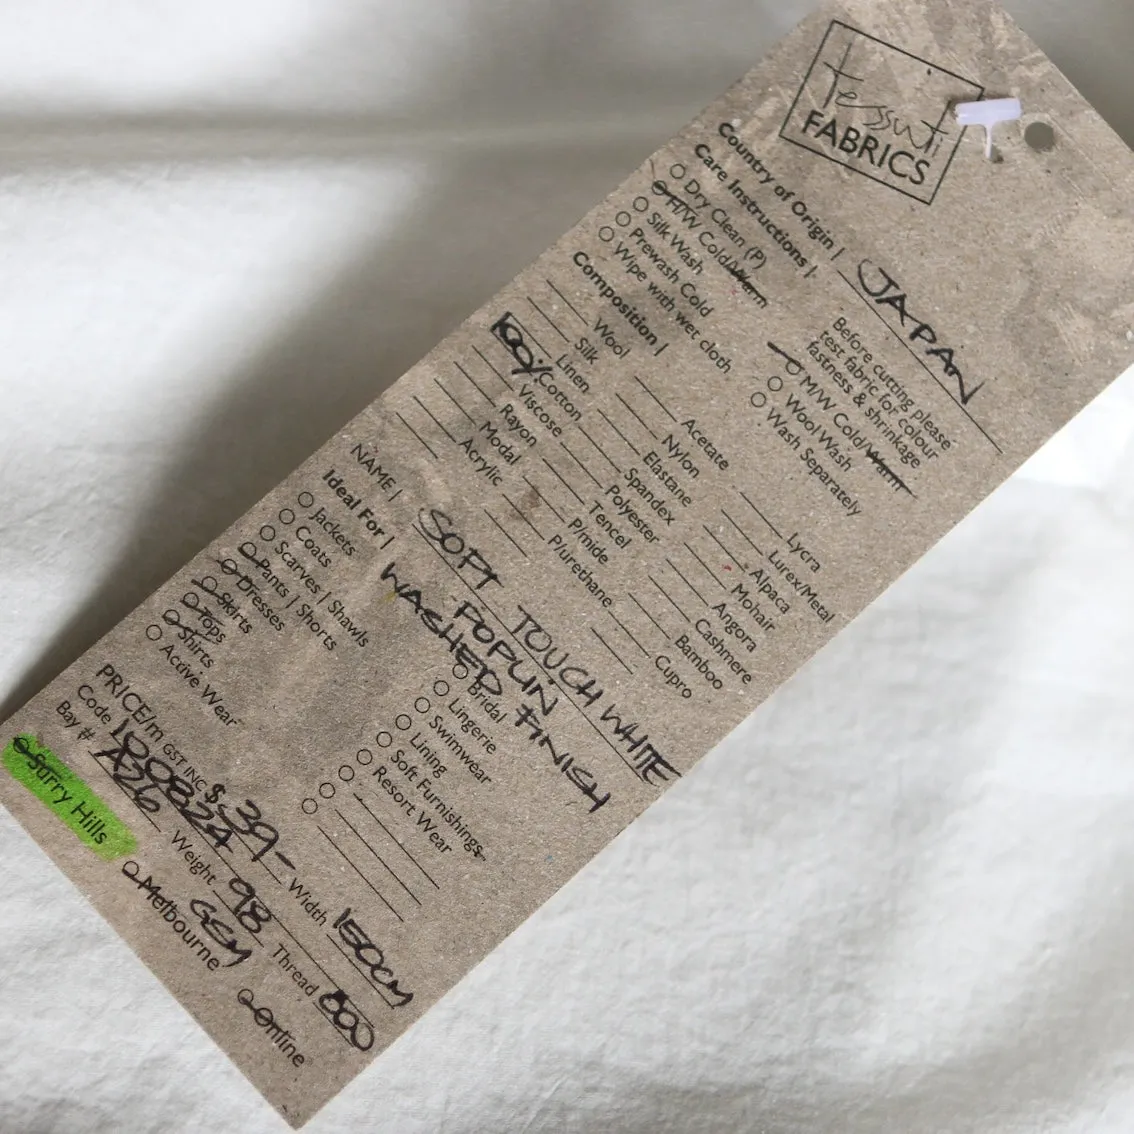 tessuti
FABRICS
Country of Origin | JAPAN
Care Instructions |
Dry Clean (P)
H/W Cold/Warm
Silk Wash
Prewash Cold
Wipe with wet cloth
Before cutting please
test fabric for colour
fastness & shrinkage
M/W Cold/Warm
Wool Wash
Wash Separately
Composition |
Wool
Silk
Linen
100% Cotton
Viscose
Rayon
Modal
Acrylic
Acetate
Nylon
Elastane
Spandex
Polyester
Tencel
P/mide
P/urethane
Lycra
Lurex/Metal
Alpaca
Mohair
Angora
Cashmere
Bamboo
Cupro
NAME | SOFT TOUCH WHITE
POPLIN
WASHED FINISH
Ideal For |
Jackets
Coats
Scarves | Shawls
Pants | Shorts
Dresses
Skirts
Tops
Shirts
Active Wear
Bridal
Lingerie
Swimwear
Lining
Soft Furnishings
Resort Wear
PRICE/m GST INC $39- Width 150cm
Code 1800824 Weight 98 GSM Thread 800
Bay # A326
Surry Hills
Melbourne
Online